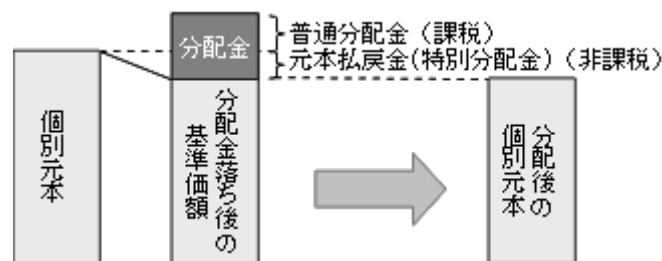 分配金
普通分配金（課税）
元本払戻金(特別分配金)（非課税）
個別元本
分配金落ち後の
基準価額
分配後の
個別元本